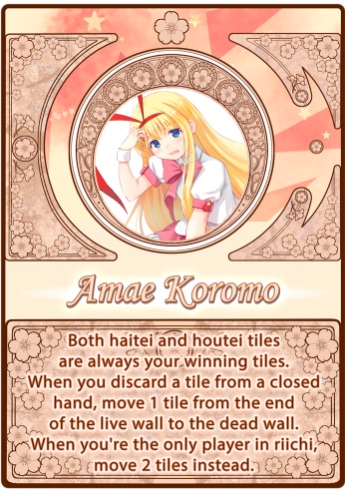 Amae Koromo
Both haitei and houtei tiles
are always your winning tiles.
When you discard a tile from a closed
hand, move 1 tile from the end
of the live wall to the dead wall.
When you're the only player in riichi,
move 2 tiles instead.